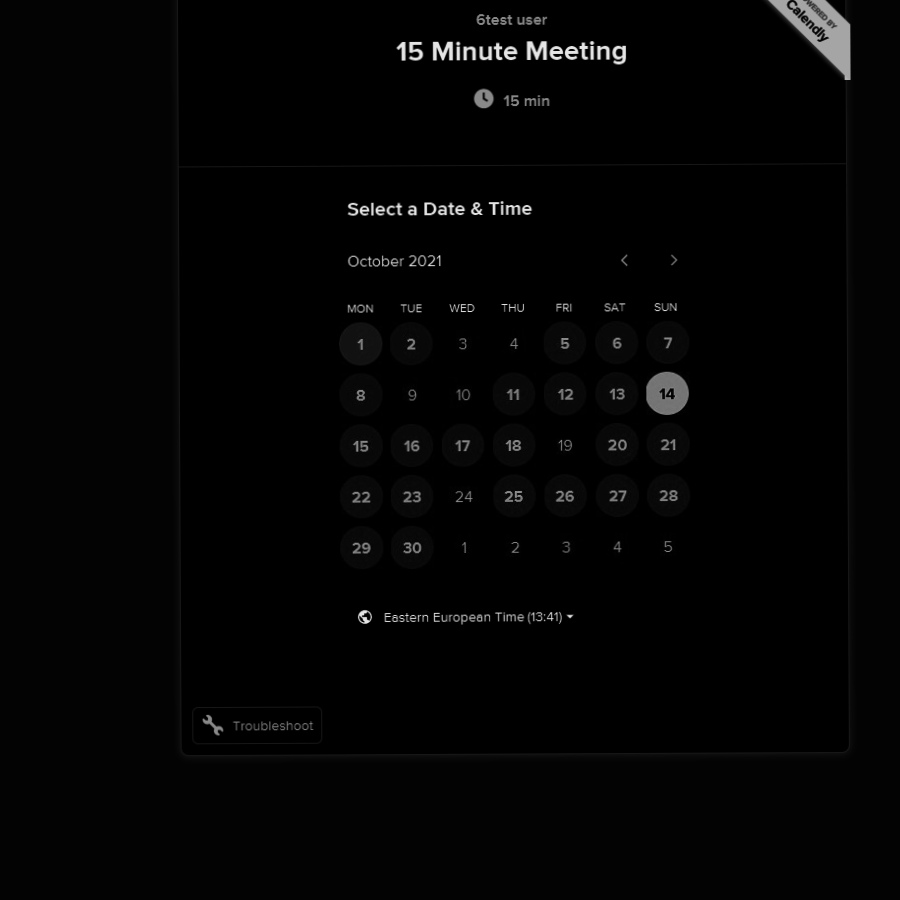 6test user
POWERED BY
Calendly
15 Minute Meeting
15 min
Select a Date & Time
October 2021
MON TUE WED THU FRI SAT SUN
1 2 3 4 5 6 7
8 9 10 11 12 13 14
15 16 17 18 19 20 21
22 23 24 25 26 27 28
29 30 1 2 3 4 5
Eastern European Time (13:41)
Troubleshoot